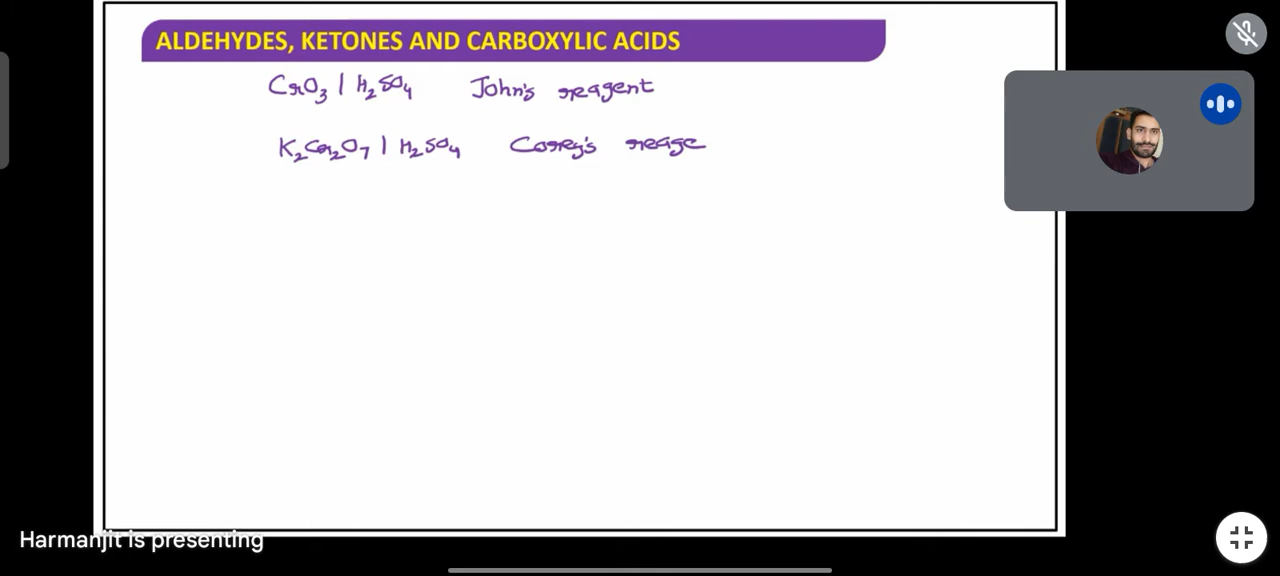 ALDEHYDES, KETONES AND CARBOXYLIC ACIDS
CrO3 | H2SO4 John's reagent
K2Cr2O7 | H2SO4 Corey's reage
Harmanjit is presenting